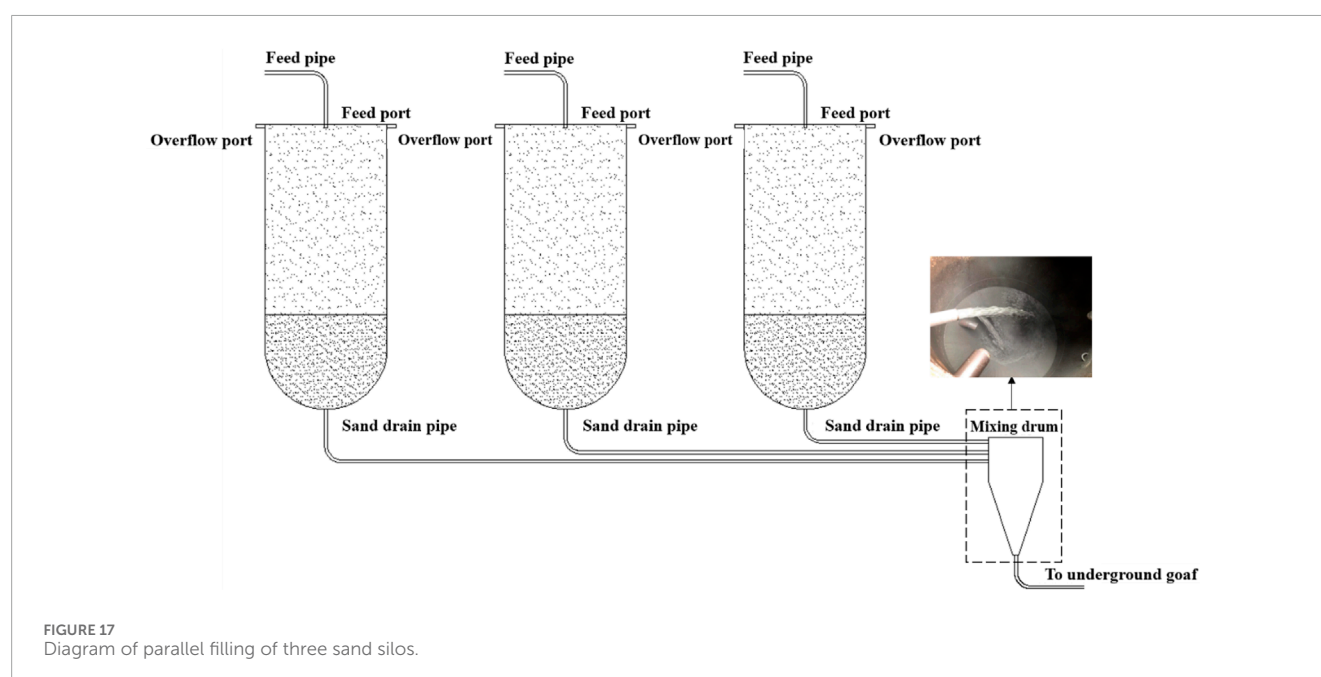 Feed pipe
Feed pipe
Feed pipe
Feed port
Feed port
Feed port
Overflow port
Overflow port
Overflow port
Overflow port
Sand drain pipe
Sand drain pipe
Sand drain pipe
Mixing drum
To underground goaf
FIGURE 17
Diagram of parallel filling of three sand silos.